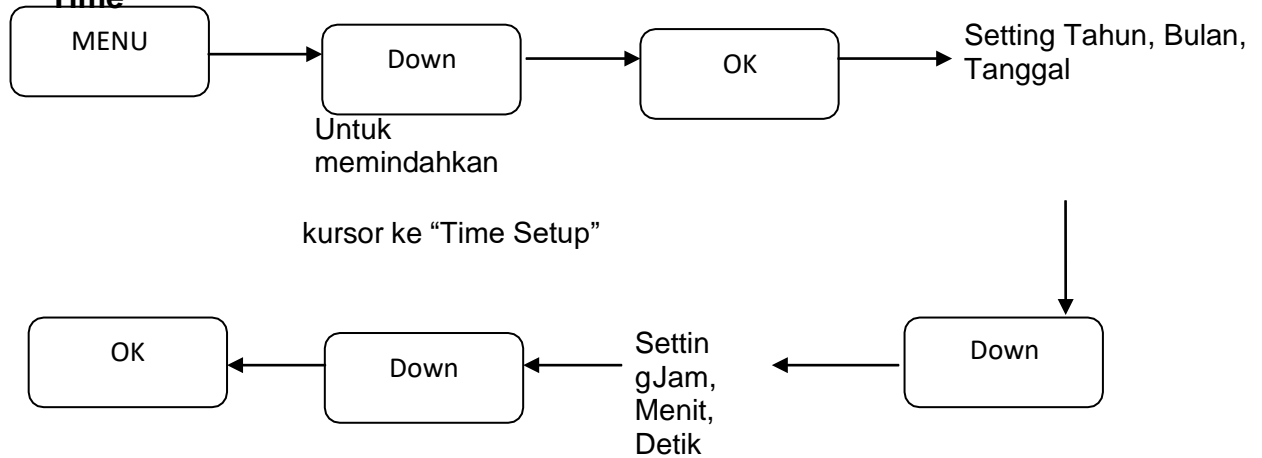 Time
MENU
Down
OK
Setting Tahun, Bulan,
Tanggal
Untuk
memindahkan
kursor ke “Time Setup”
OK
Down
Settin
gJam,
Menit,
Detik
Down